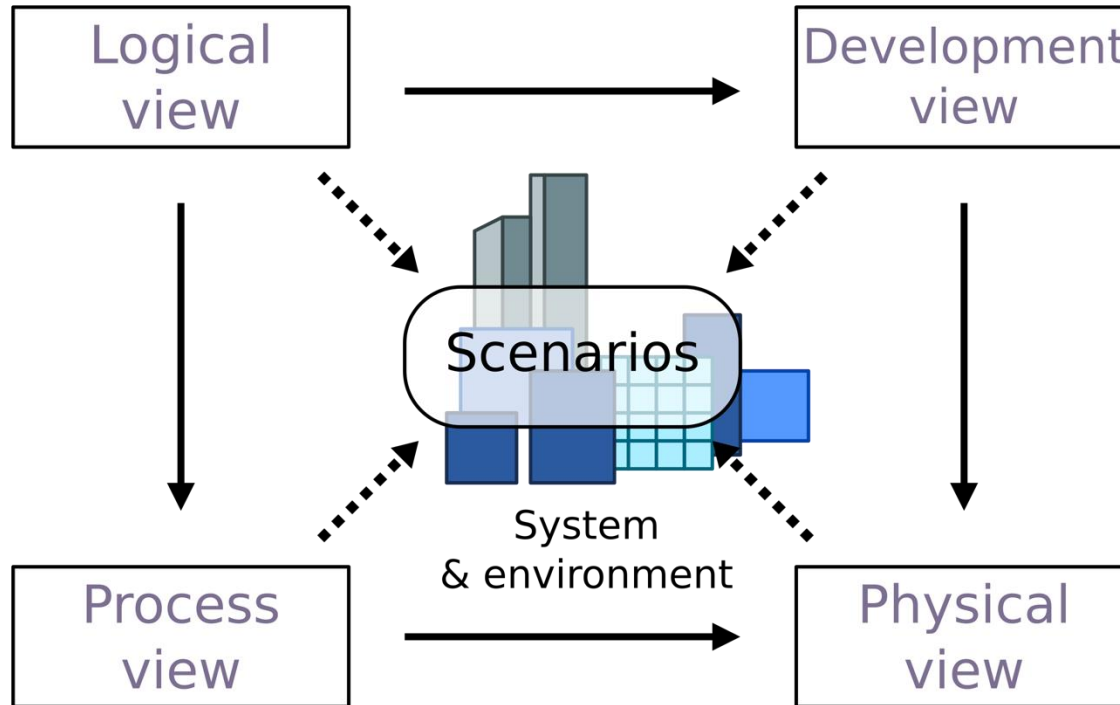 Logical
view
Development
view
Scenarios
System
& environment
Process
view
Physical
view